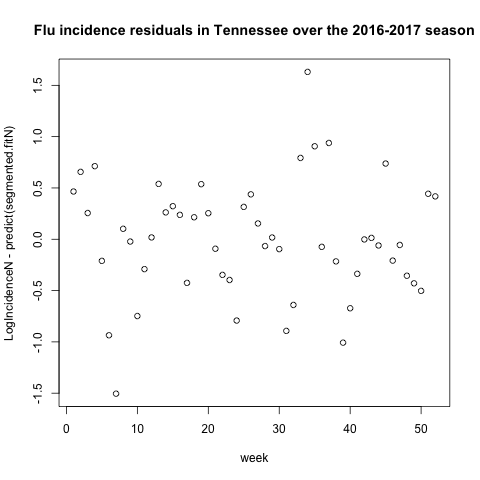 Flu incidence residuals in Tennessee over the 2016-2017 season
LogIncidenceN - predict(segmented.fitN)
1.5
1.0
0.5
0.0
-0.5
-1.0
-1.5
0 10 20 30 40 50
week